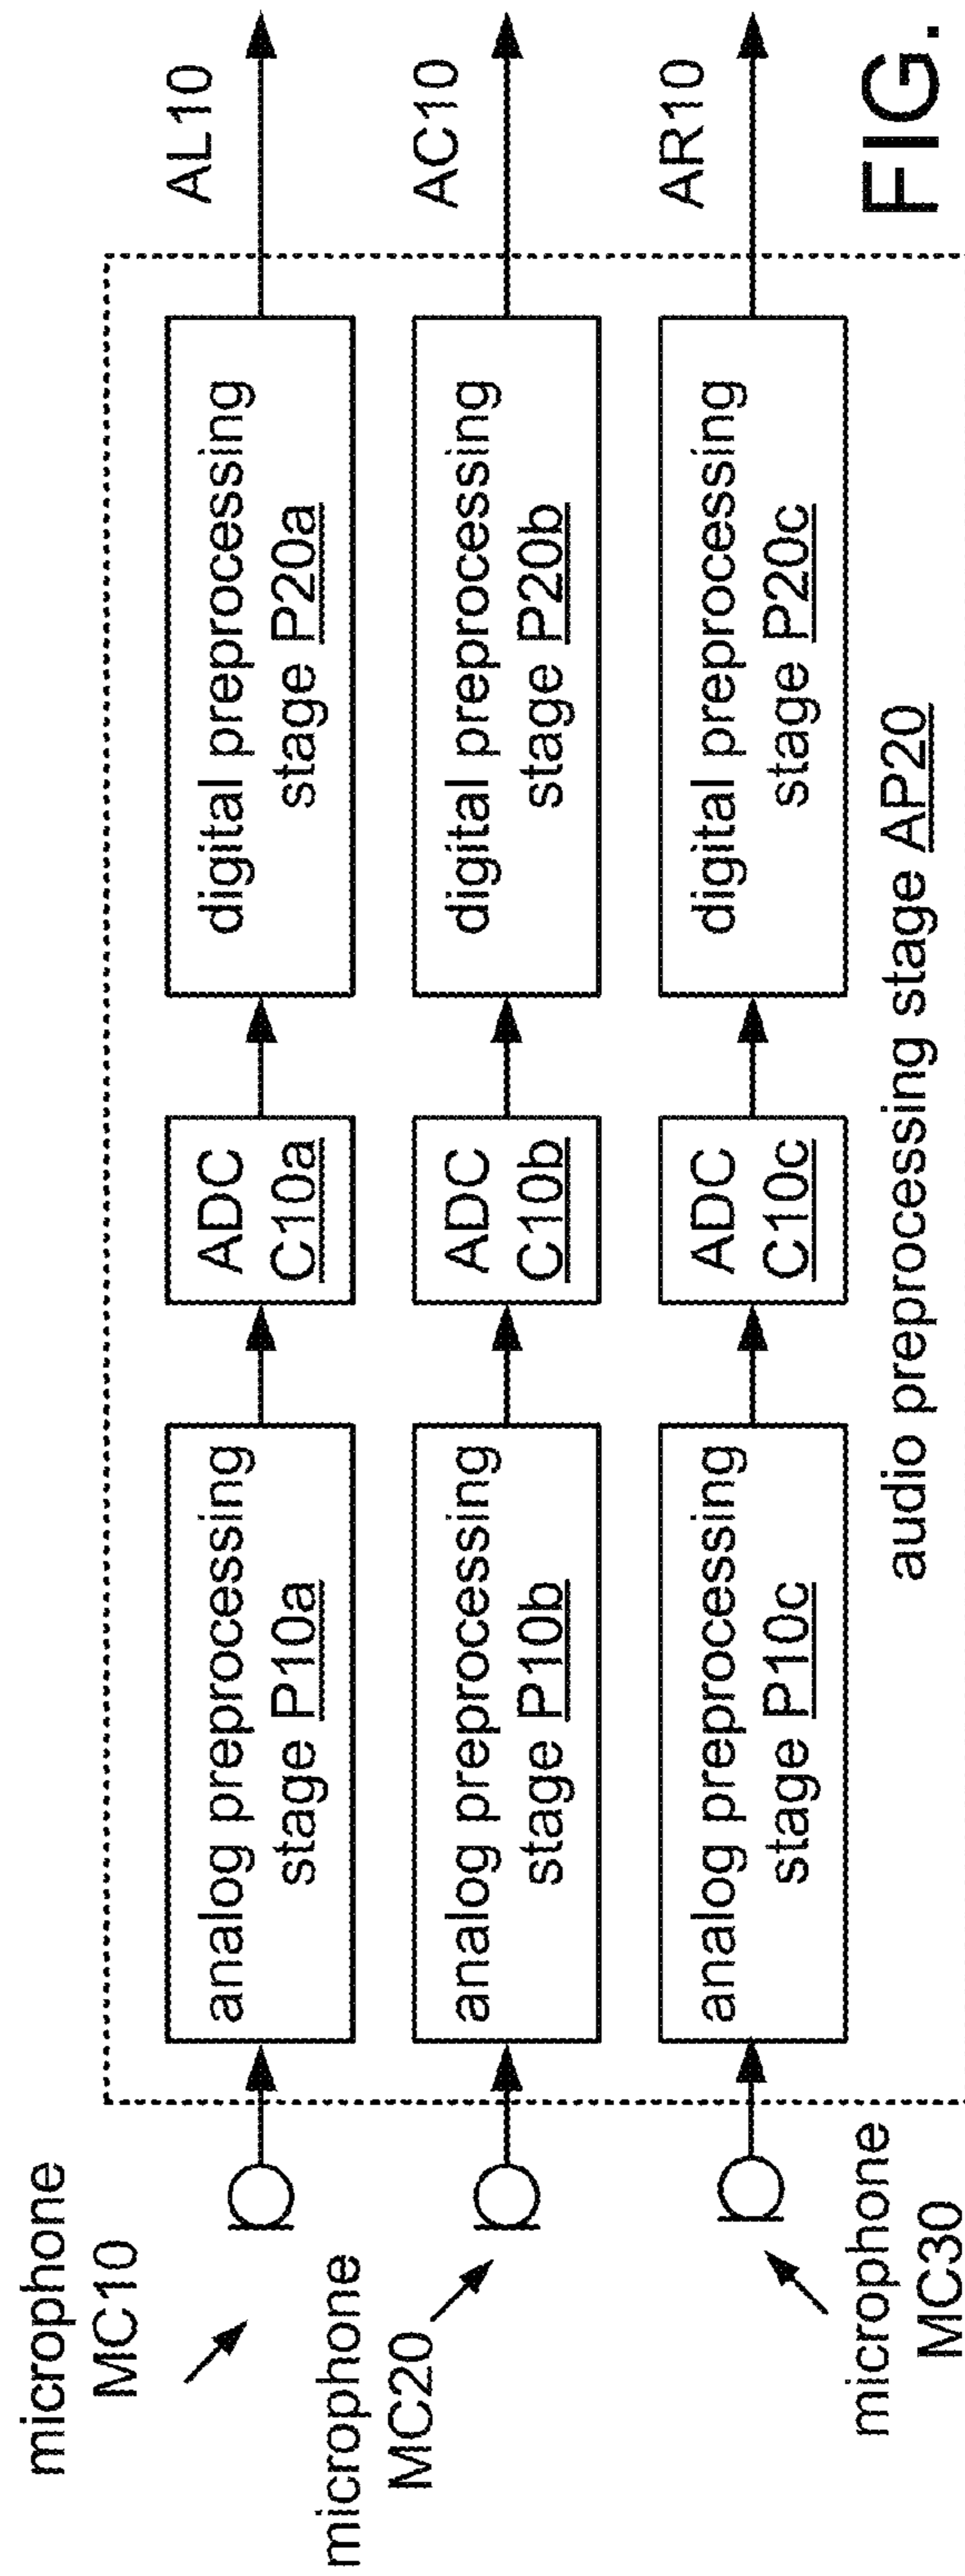 microphone
MC10
analog preprocessing
stage P10a
ADC
C10a
digital preprocessing
stage P20a
AL10
microphone
MC20
analog preprocessing
stage P10b
ADC
C10b
digital preprocessing
stage P20b
AC10
microphone
MC30
analog preprocessing
stage P10c
ADC
C10c
digital preprocessing
stage P20c
AR10
audio preprocessing stage AP20
FIG.